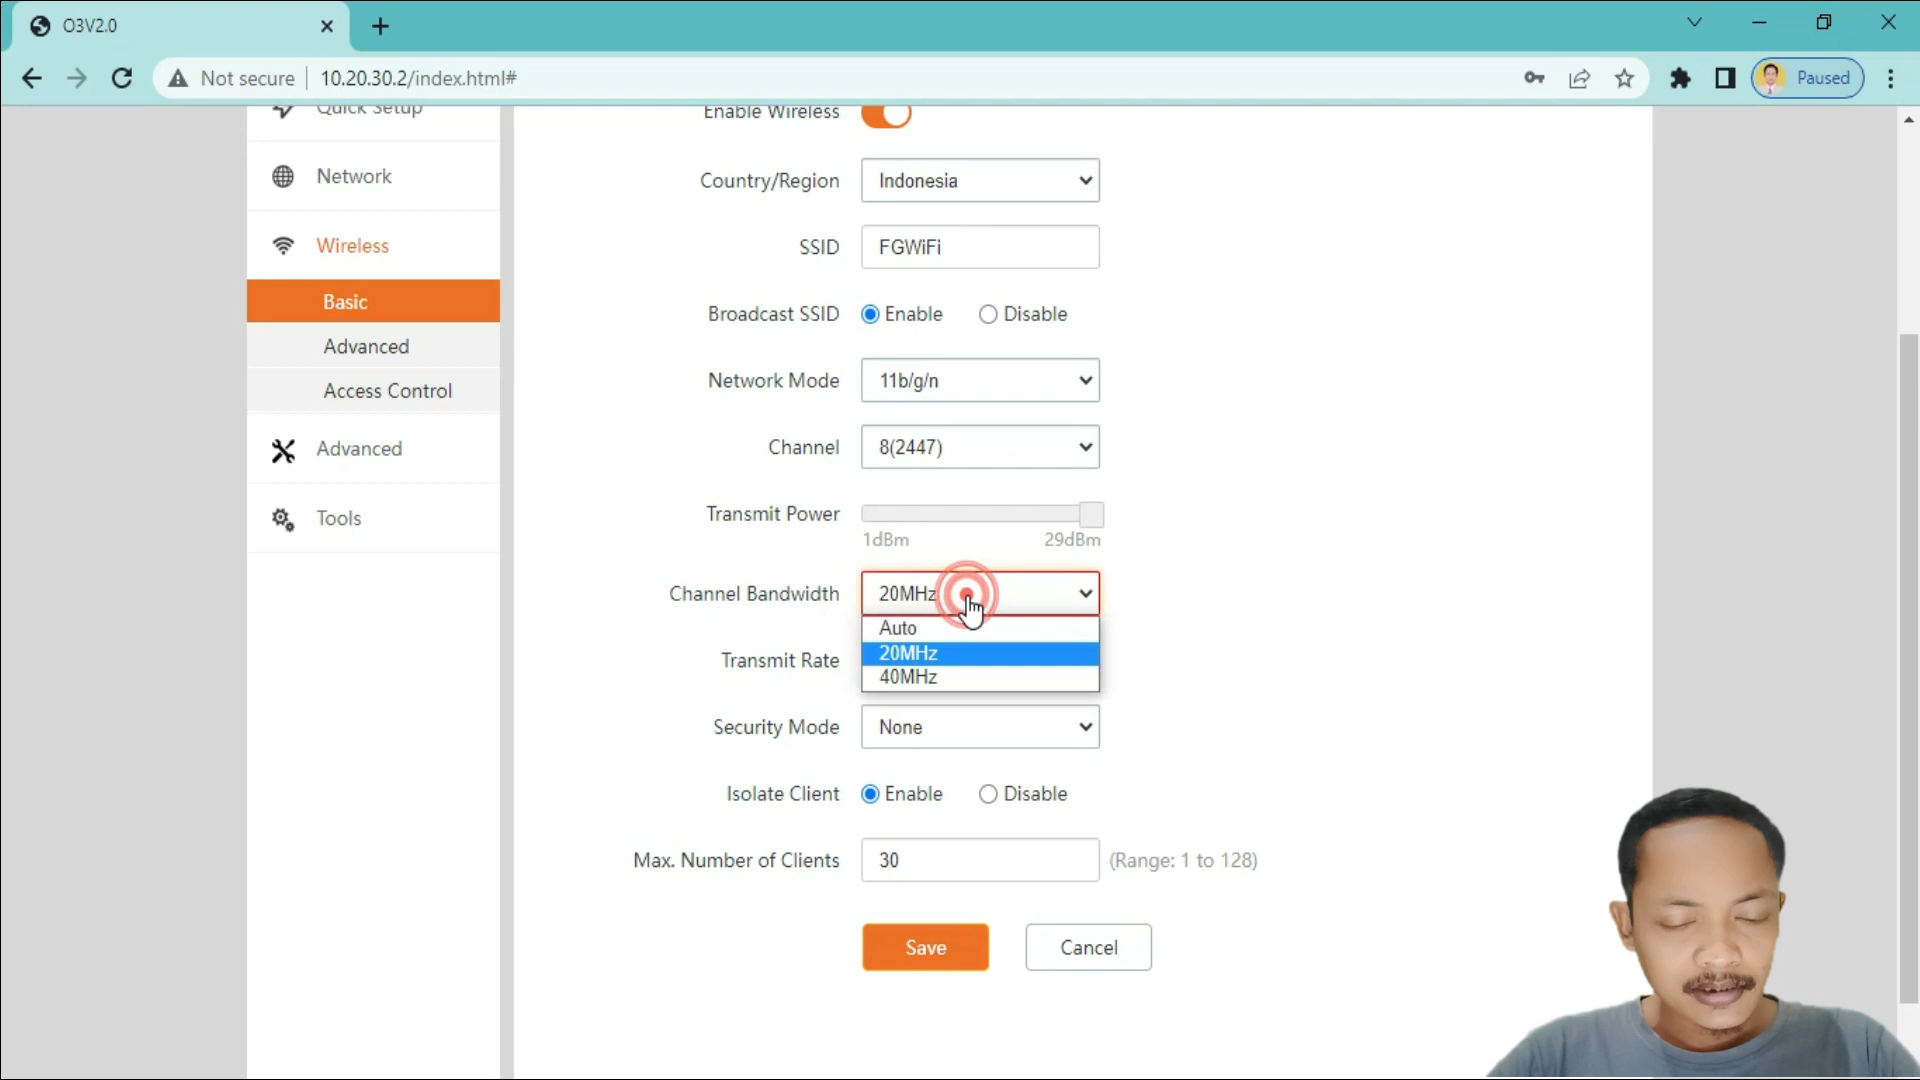 O3V2.0
Not secure 10.20.30.2/index.html# Paused
Quick Setup
Network
Wireless
Basic
Advanced
Access Control
Advanced
Tools
Enable Wireless
Country/Region Indonesia
SSID FGWiFi
Broadcast SSID Enable Disable
Network Mode 11b/g/n
Channel 8(2447)
Transmit Power
1dBm 29dBm
Channel Bandwidth 20MHz
Auto
20MHz
40MHz
Transmit Rate
Security Mode None
Isolate Client Enable Disable
Max. Number of Clients 30 (Range: 1 to 128)
Save Cancel